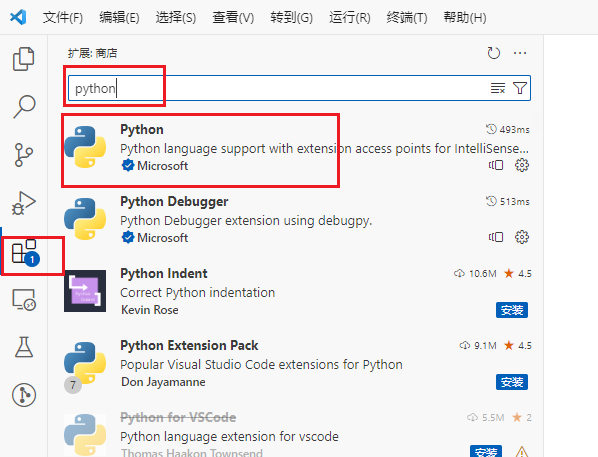 文件(F) 编辑(E) 选择(S) 查看(V) 转到(G) 运行(R) 终端(T) 帮助(H)
扩展: 商店
python
Python 493ms
Python language support with extension access points for IntelliSense...
Microsoft
Python Debugger 513ms
Python Debugger extension using debugpy.
Microsoft
1
Python Indent 10.6M 4.5
Correct Python indentation
Kevin Rose 安装
Python Extension Pack 9.1M 4.5
Popular Visual Studio Code extensions for Python
7 Don Jayamanne 安装
Python for VSCode 5.5M 2
Python language extension for vscode
Thomas Haakon Townsend 安装